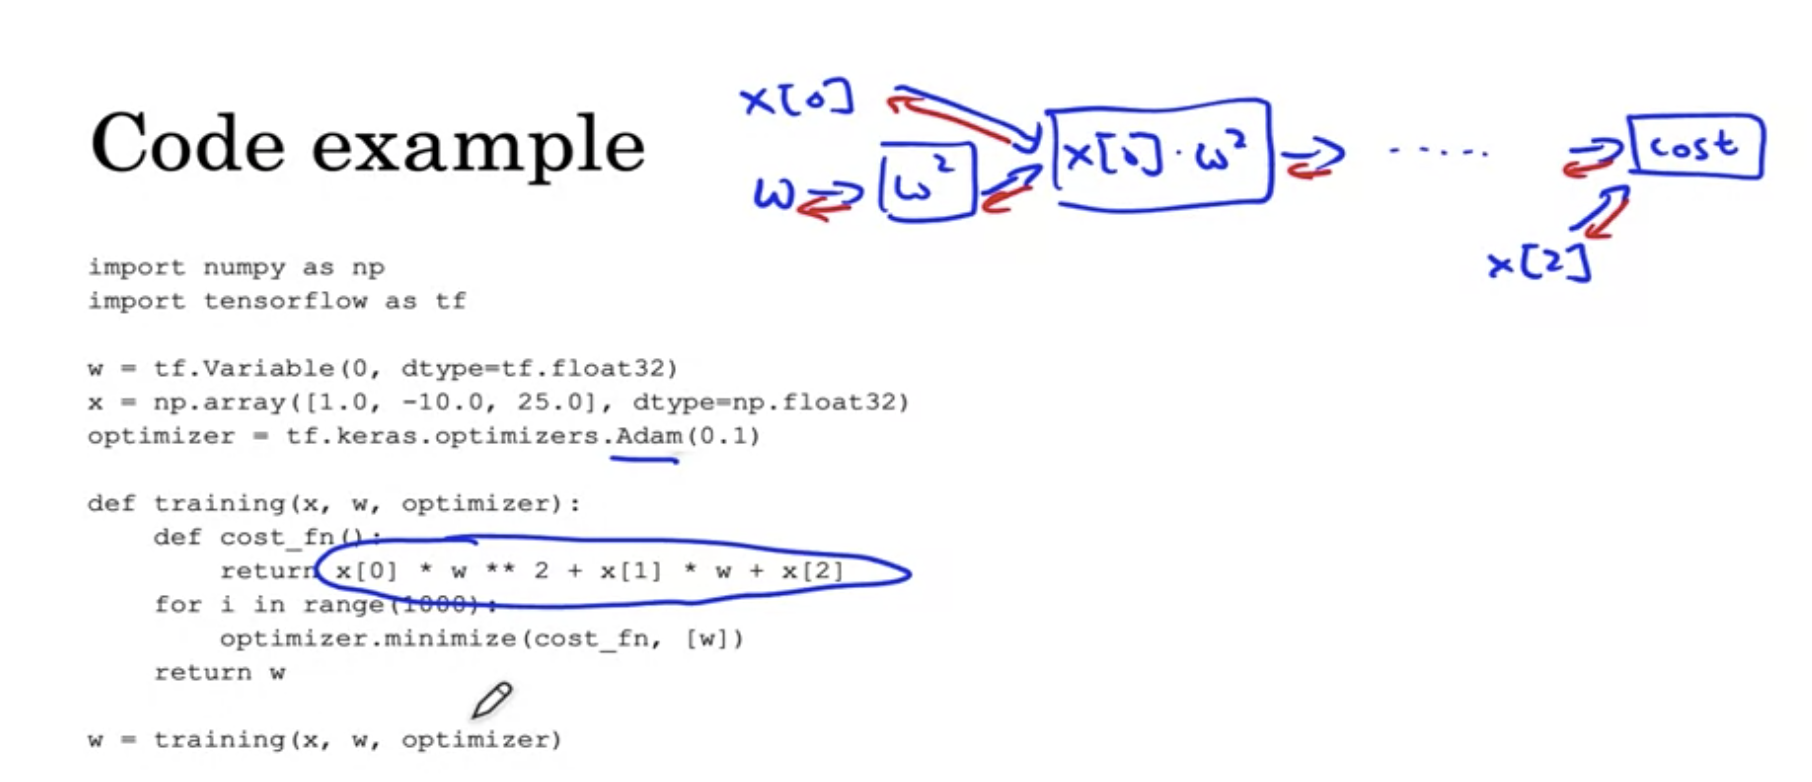 Code example
x[0]
w
w²
x[0]·w²
.....
cost
x[2]
import numpy as np
import tensorflow as tf
w = tf.Variable(0, dtype=tf.float32)
x = np.array([1.0, -10.0, 25.0], dtype=np.float32)
optimizer = tf.keras.optimizers.Adam(0.1)
def training(x, w, optimizer):
    def cost_fn():
        return x[0] * w ** 2 + x[1] * w + x[2]
    for i in range(1000):
        optimizer.minimize(cost_fn, [w])
    return w
w = training(x, w, optimizer)